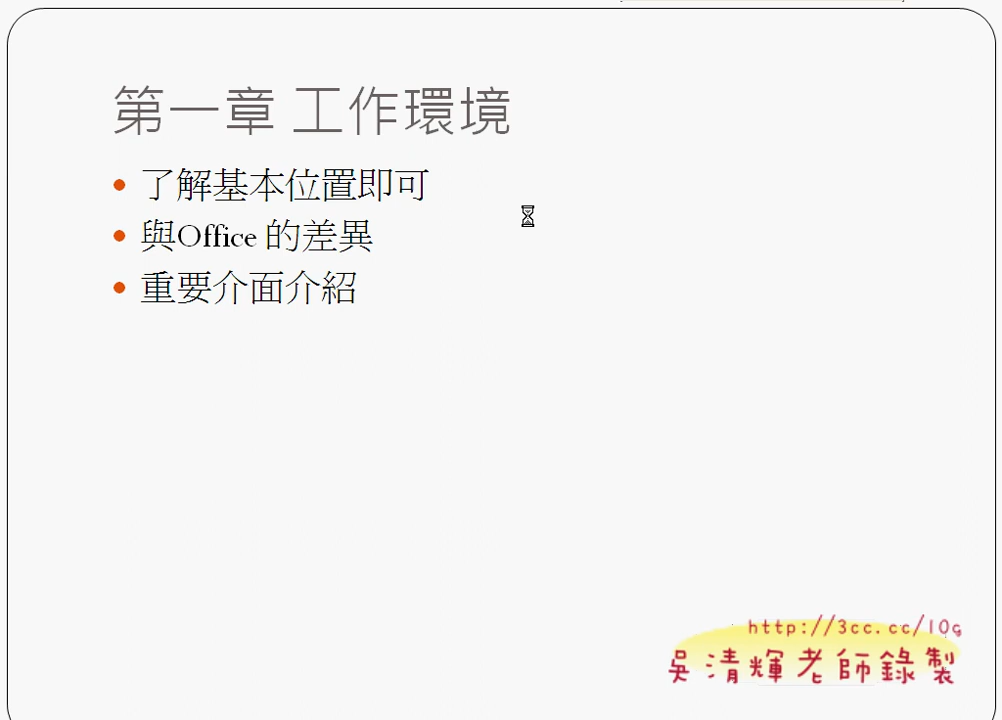 第一章 工作環境
了解基本位置即可
與Office 的差異
重要介面介紹
http://3cc.cc/10g
吳清輝老師錄製